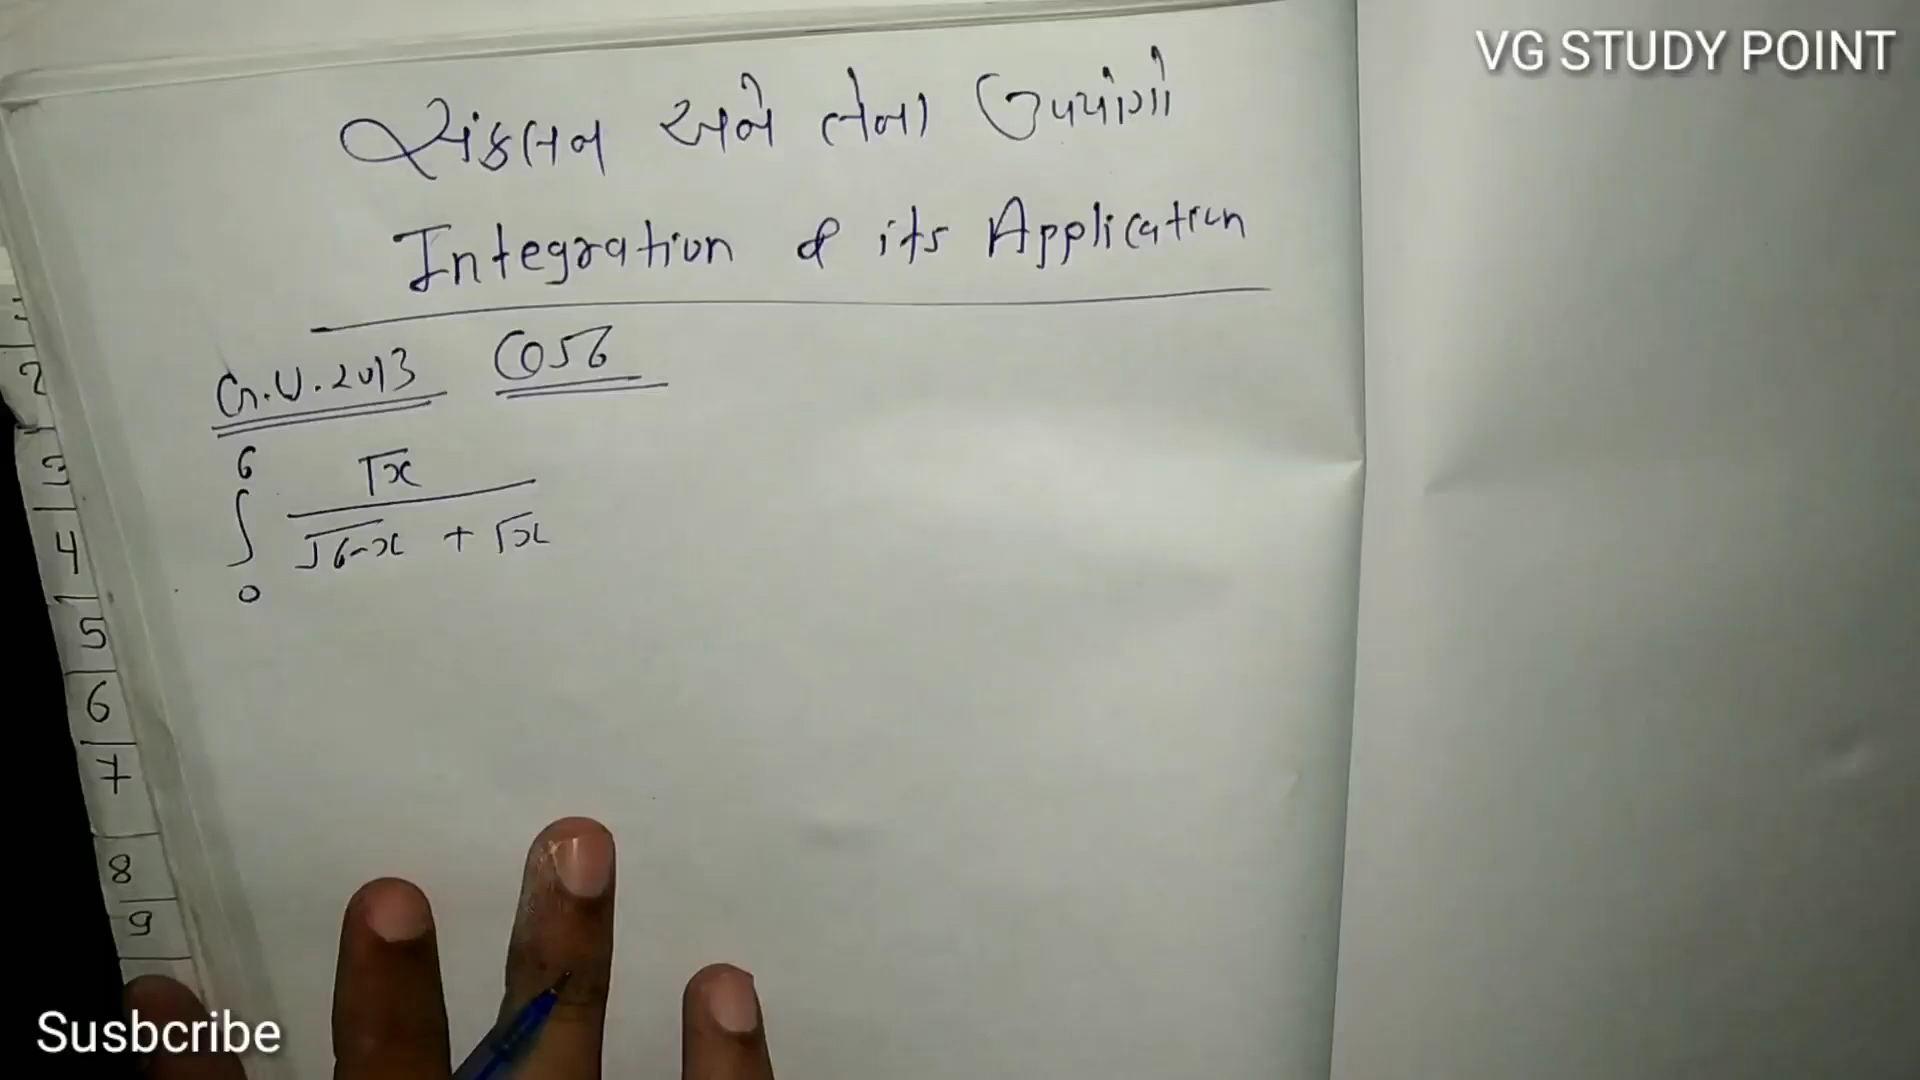 VG STUDY POINT
સંકલન અને તેના ઉપયોગો
Integration & its Application
G.U. 2013 COS6
6
∫ √x / √6-x + √x
0
2
3
4
5
6
7
8
9
Susbcribe